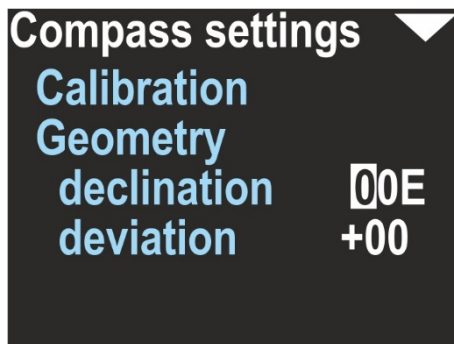 Compass settings
Calibration
Geometry
declination 00E
deviation +00